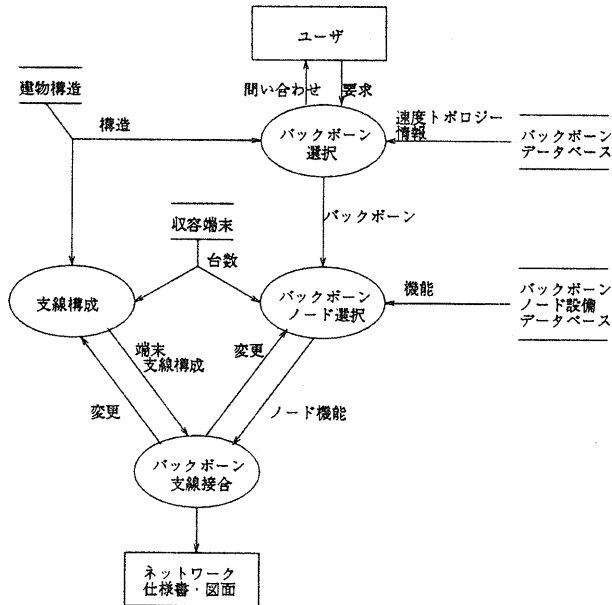 ユーザ
問い合わせ
要求
建物構造
構造
バックボーン
選択
速度トポロジー
情報
バックボーン
データベース
バックボーン
収容端末
台数
支線構成
バックボーン
ノード選択
機能
バックボーン
ノード設備
データベース
端末
支線構成
変更
変更
ノード機能
バックボーン
支線接合
ネットワーク
仕様書・図面